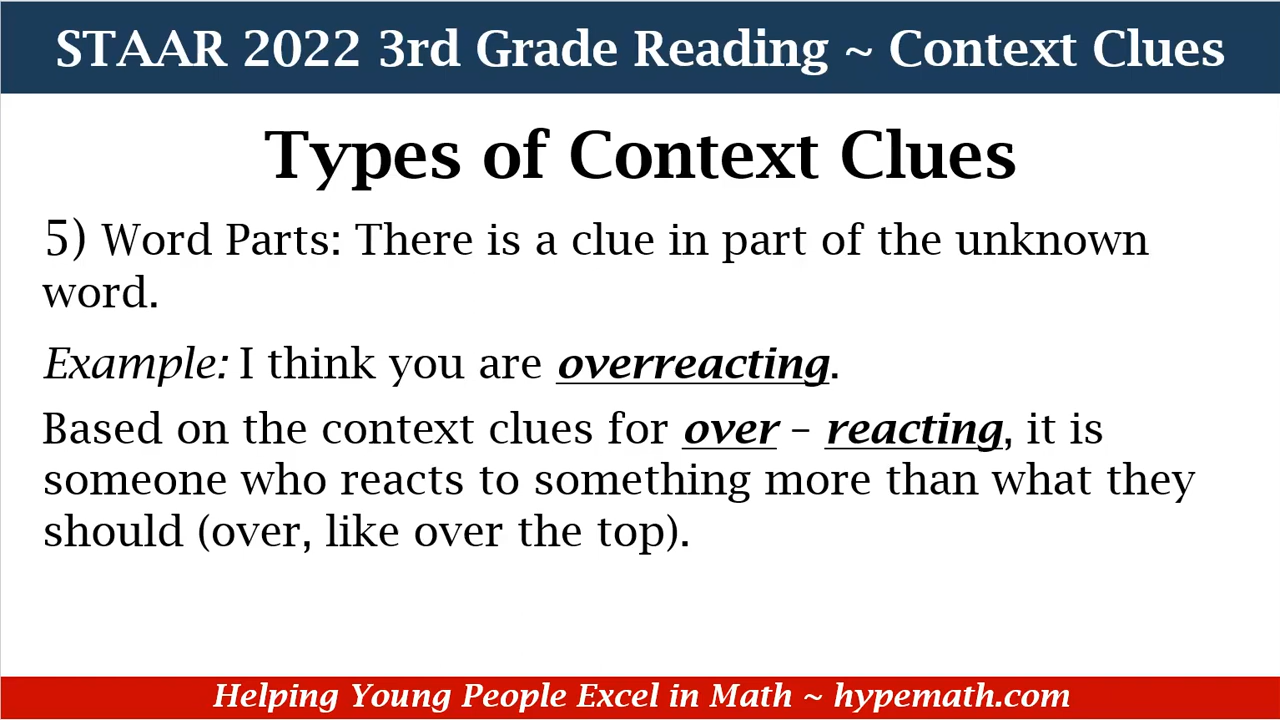 STAAR 2022 3rd Grade Reading ~ Context Clues
Types of Context Clues
5) Word Parts: There is a clue in part of the unknown
word.
Example: I think you are overreacting.
Based on the context clues for over – reacting, it is
someone who reacts to something more than what they
should (over, like over the top).
Helping Young People Excel in Math ~ hypemath.com